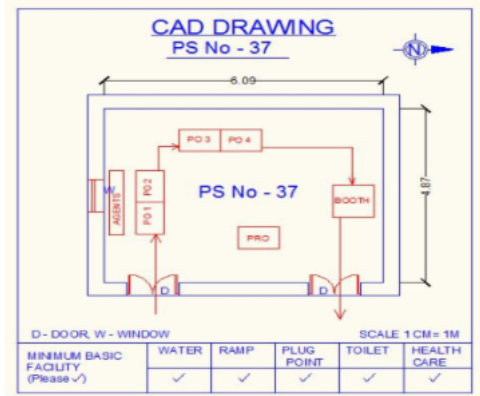 CAD DRAWING
PS No - 37
N
6.09
PO 3 PO 4
4.87
W
AGENTS
PO 1 PO 2
PS No - 37
BOOTH
PRO
D
D
D - DOOR, W - WINDOW
SCALE 1 CM = 1M
MINIMUM BASIC FACILITY (Please ✓)
WATER
RAMP
PLUG POINT
TOILET
HEALTH CARE
✓ ✓ ✓ ✓ ✓